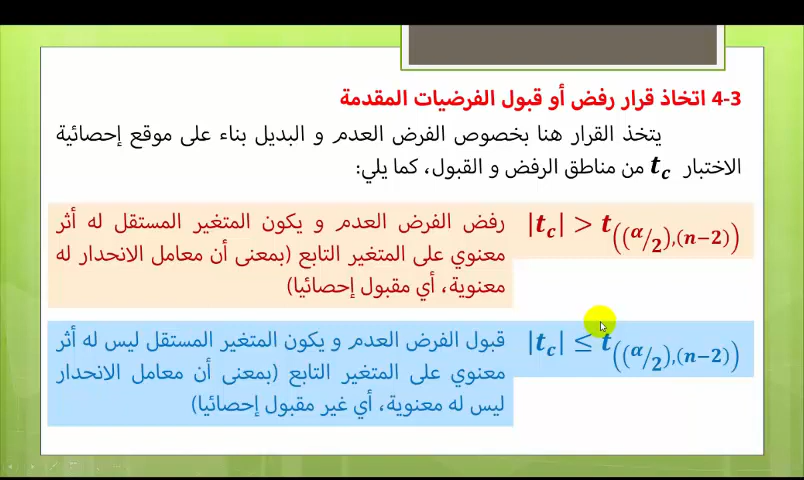 4-3 اتخاذ قرار رفض أو قبول الفرضيات المقدمة
يتخذ القرار هنا بخصوص الفرض العدم و البديل بناء على موقع إحصائية
الاختبار t_c من مناطق الرفض و القبول، كما يلي:
|t_c| > t_((α/2),(n−2))
رفض الفرض العدم و يكون المتغير المستقل له أثر
معنوي على المتغير التابع (بمعنى أن معامل الانحدار له
معنوية، أي مقبول إحصائيا)
|t_c| ≤ t_((α/2),(n−2))
قبول الفرض العدم و يكون المتغير المستقل ليس له أثر
معنوي على المتغير التابع (بمعنى أن معامل الانحدار
ليس له معنوية، أي غير مقبول إحصائيا)